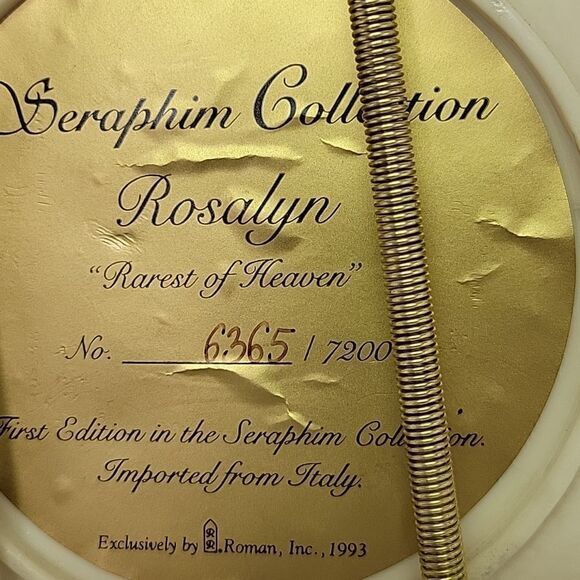 Seraphim Collection
Rosalyn
"Rarest of Heaven"
No. 6365 / 7200
First Edition in the Seraphim Collection.
Imported from Italy.
Exclusively by R R. Roman, Inc., 1993